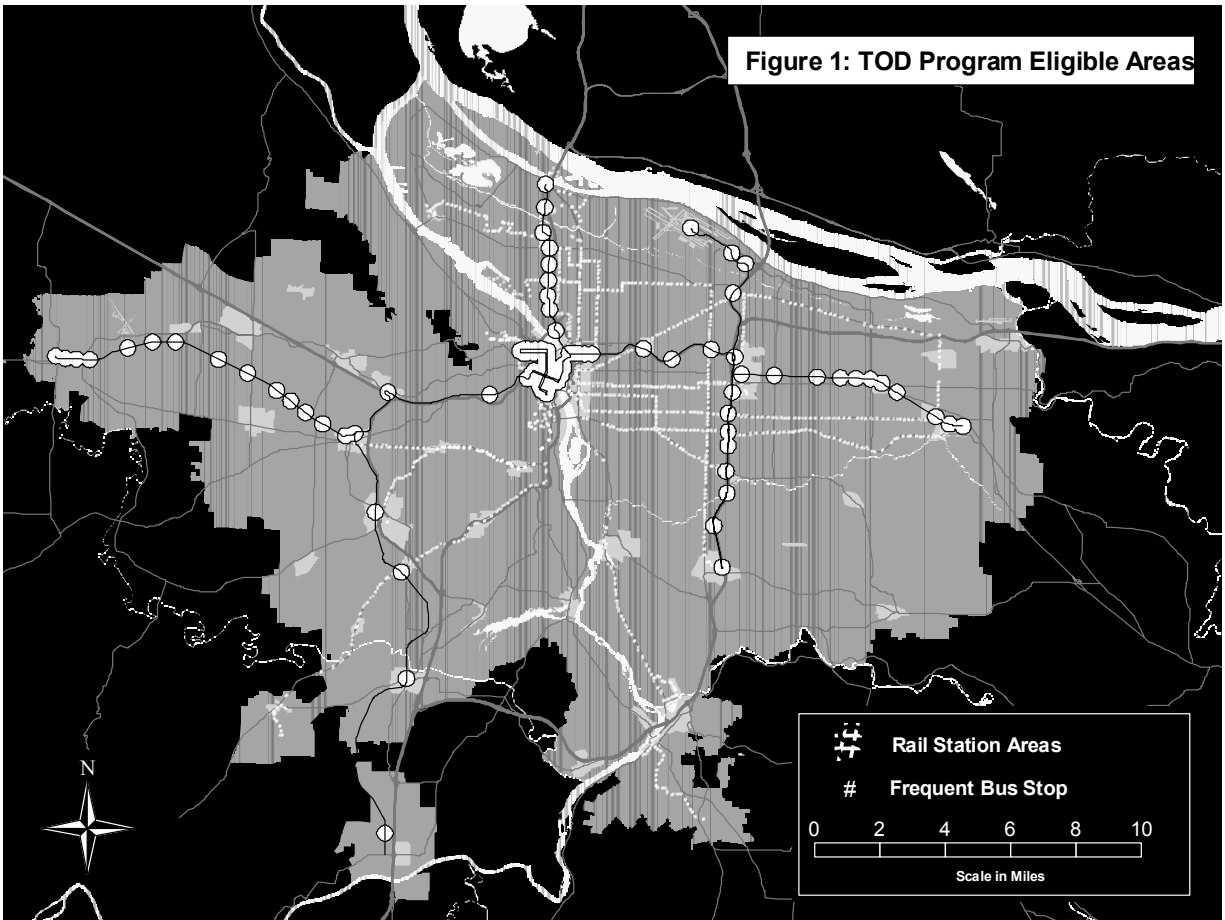 Figure 1: TOD Program Eligible Areas
N
Rail Station Areas
# Frequent Bus Stop
0 2 4 6 8 10
Scale in Miles